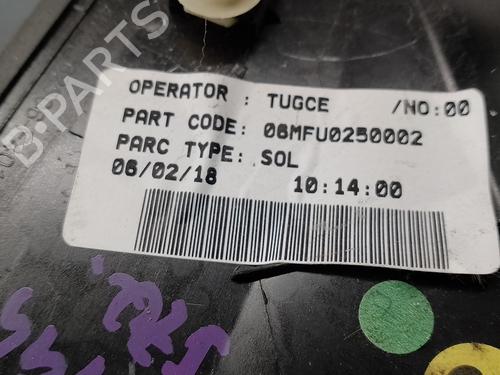 OPERATOR : TUGCE /NO:00
PART CODE: 06MFU0250002
PARC TYPE: SOL
06/02/18 10:14:00
B-PARTS